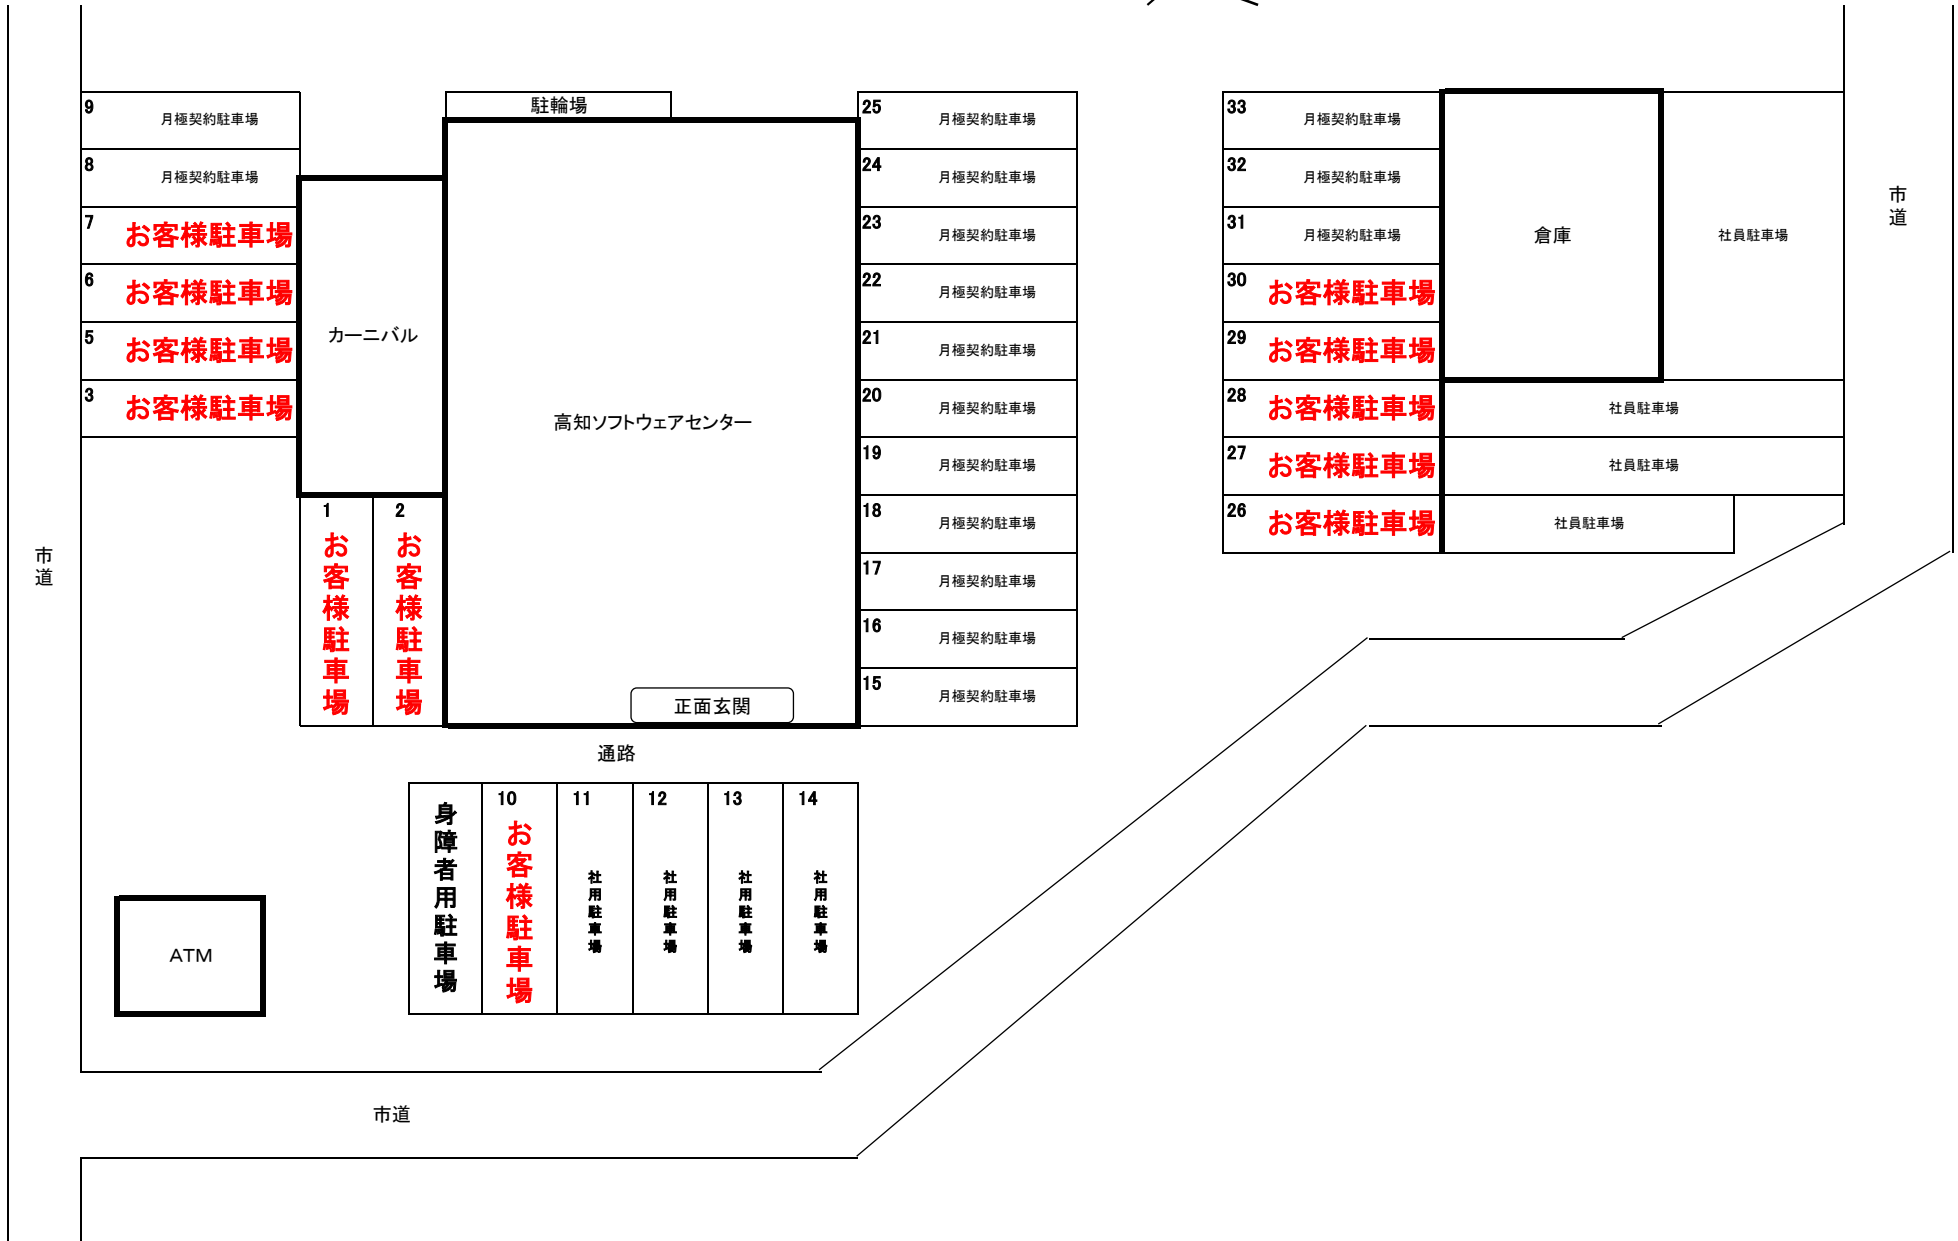 駐輪場
9 月極契約駐車場
8 月極契約駐車場
7 お客様駐車場
6 お客様駐車場
5 お客様駐車場
3 お客様駐車場
カーニバル
高知ソフトウェアセンター
1 お客様駐車場
2 お客様駐車場
正面玄関
25 月極契約駐車場
24 月極契約駐車場
23 月極契約駐車場
22 月極契約駐車場
21 月極契約駐車場
20 月極契約駐車場
19 月極契約駐車場
18 月極契約駐車場
17 月極契約駐車場
16 月極契約駐車場
15 月極契約駐車場
33 月極契約駐車場
32 月極契約駐車場
31 月極契約駐車場
30 お客様駐車場
29 お客様駐車場
28 お客様駐車場
27 お客様駐車場
26 お客様駐車場
倉庫
社員駐車場
社員駐車場
社員駐車場
社員駐車場
市道
市道
通路
身障者用駐車場
10 お客様駐車場
11 社用駐車場
12 社用駐車場
13 社用駐車場
14 社用駐車場
ATM
市道